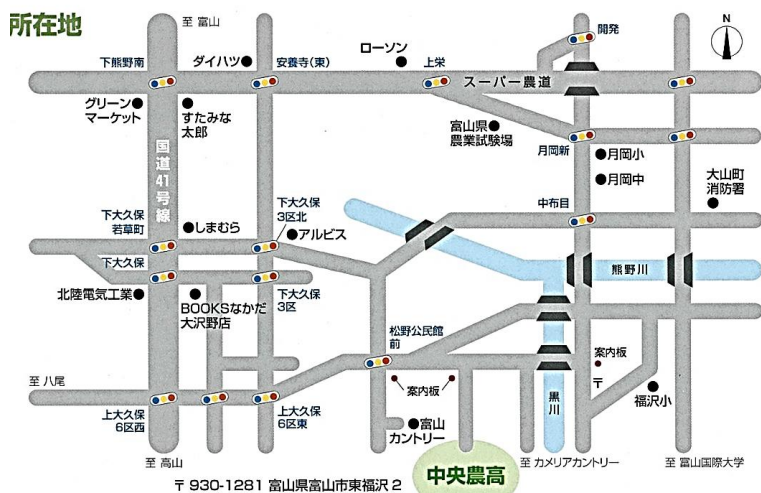 所在地
至 富山
N
開発
ローソン
ダイハツ
下熊野南
安養寺(東)
上栄
スーパー農道
グリーン
マーケット
すたみな
太郎
富山県
農業試験場
月岡新
月岡小
月岡中
大山町
消防署
国道41号線
中布目
下大久保
3区北
下大久保
若草町
しまむら
アルビス
下大久保
熊野川
北陸電気工業
BOOKSなかだ
大沢野店
下大久保
3区
松野公民館
前
案内板
〒
至 八尾
案内板
黒川
福沢小
上大久保
6区西
上大久保
6区東
富山
カントリー
至 高山
中央農高
至 カメリアカントリー
至 富山国際大学
〒930-1281 富山県富山市東福沢2